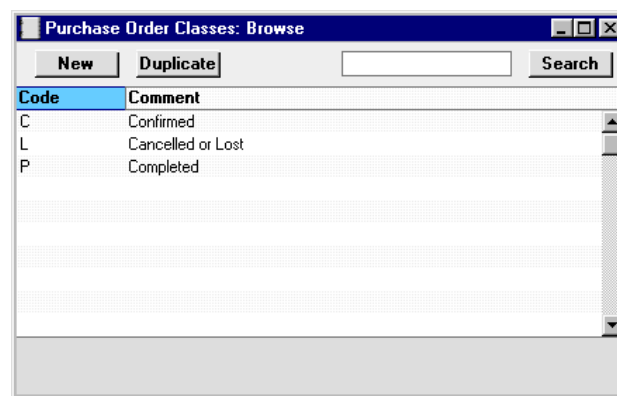 Purchase Order Classes: Browse
New Duplicate Search
Code Comment
C Confirmed
L Cancelled or Lost
P Completed